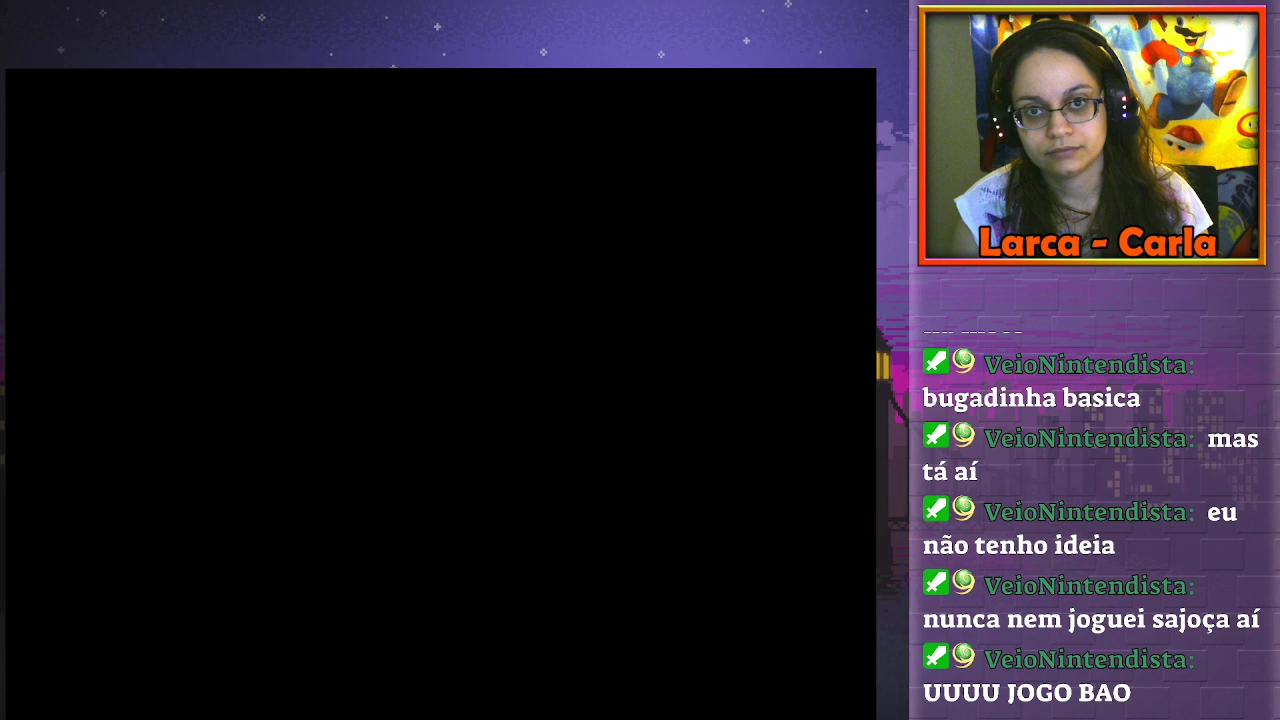 Larca - Carla
VeioNintendista:
bugadinha basica
VeioNintendista: mas
tá aí
VeioNintendista: eu
não tenho ideia
VeioNintendista:
nunca nem joguei sajoça aí
VeioNintendista:
UUUU JOGO BAO